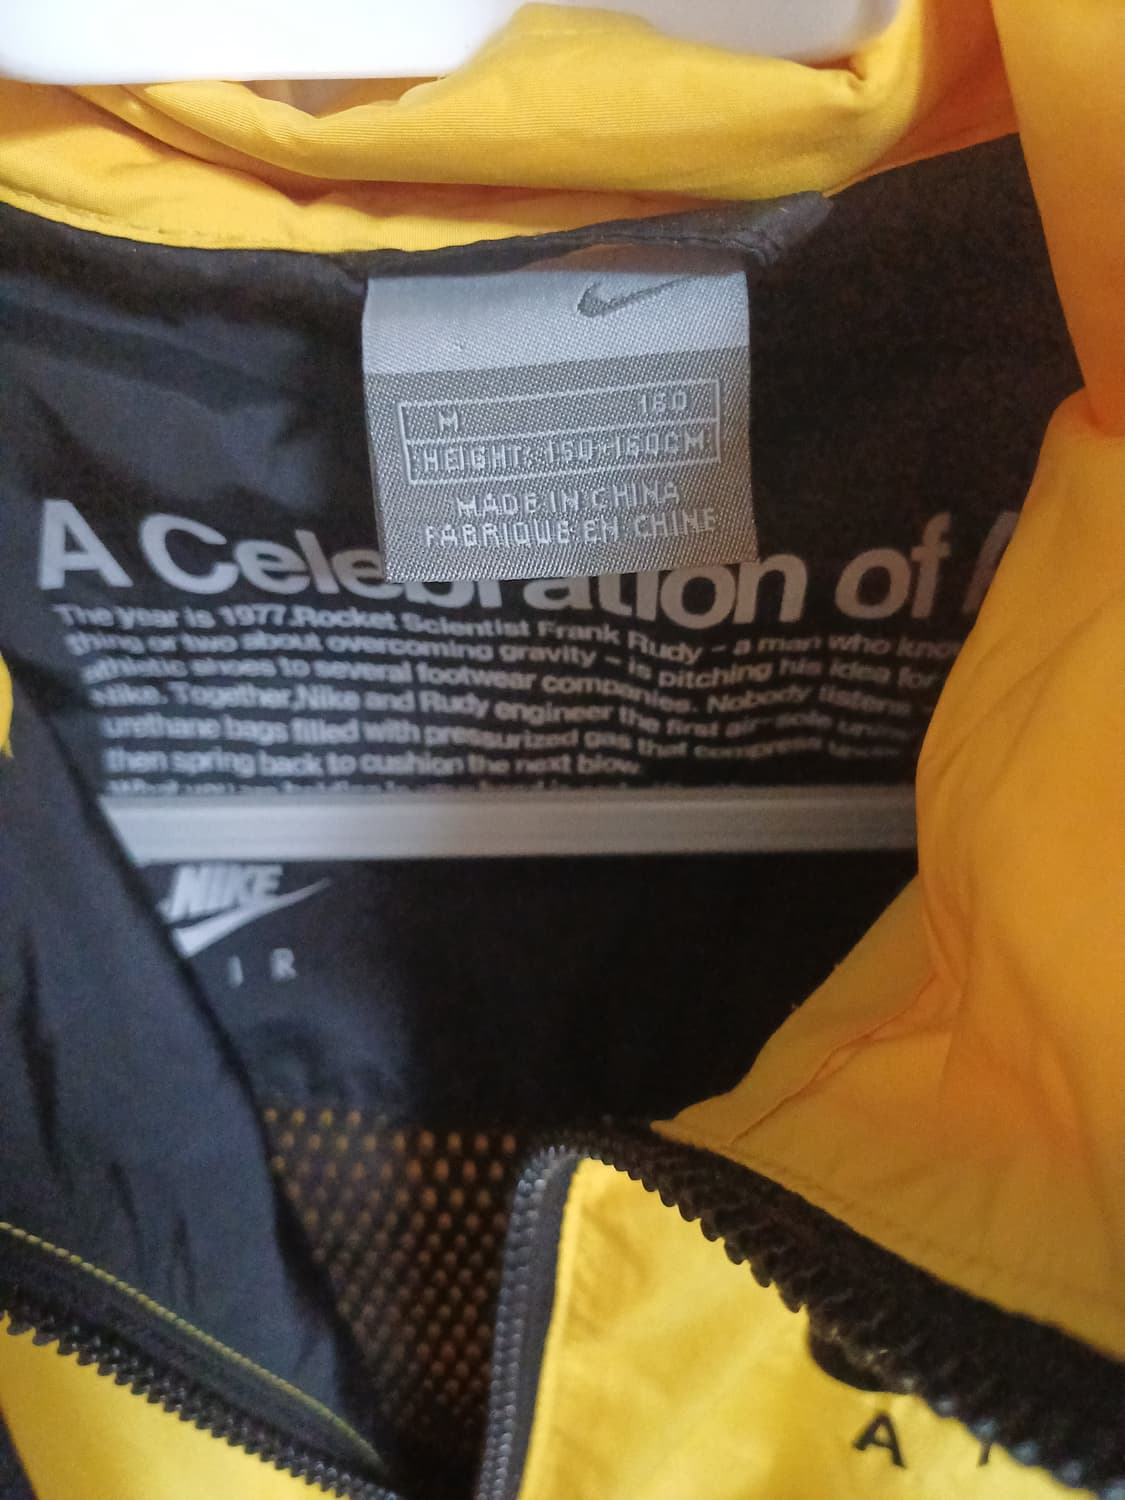 M 160
HEIGHT: 150-160CM
MADE IN CHINA
FABRIQUE EN CHINE
A Celebration of
The year is 1977.Rocket Scientist Frank Rudy - a man who know
thing or two about overcoming gravity - is pitching his idea for
athletic shoes to several footwear companies. Nobody listens
Nike. Together,Nike and Rudy engineer the first air-sole units
urethane bags filled with pressurized gas that compress upon
then spring back to cushion the next blow.
NIKE
I R
A